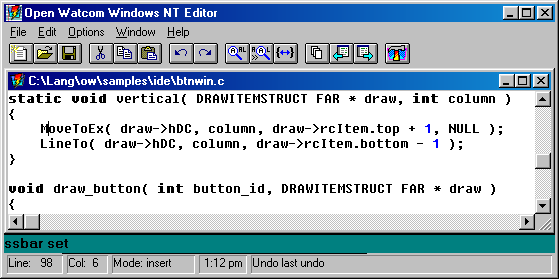 Open Watcom Windows NT Editor
File Edit Options Window Help
C:\Lang\ow\samples\ide\btnwin.c
static void vertical( DRAWITEMSTRUCT FAR * draw, int column )
{
MoveToEx( draw->hDC, column, draw->rcItem.top + 1, NULL );
LineTo( draw->hDC, column, draw->rcItem.bottom - 1 );
}
void draw_button( int button_id, DRAWITEMSTRUCT FAR * draw )
{
ssbar set
Line: 98 Col: 6 Mode: insert 1:12 pm Undo last undo